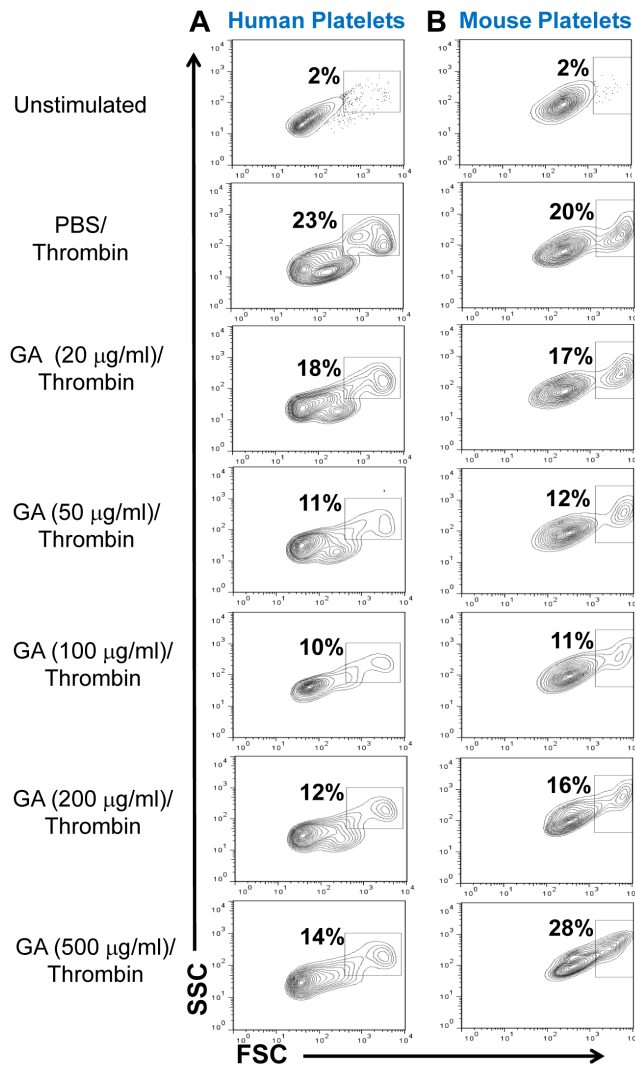 A Human Platelets B Mouse Platelets
Unstimulated
2%
2%
PBS/
Thrombin
23%
20%
GA (20 μg/ml)/
Thrombin
18%
17%
GA (50 μg/ml)/
Thrombin
11%
12%
GA (100 μg/ml)/
Thrombin
10%
11%
GA (200 μg/ml)/
Thrombin
12%
16%
GA (500 μg/ml)/
Thrombin
14%
28%
SSC
FSC